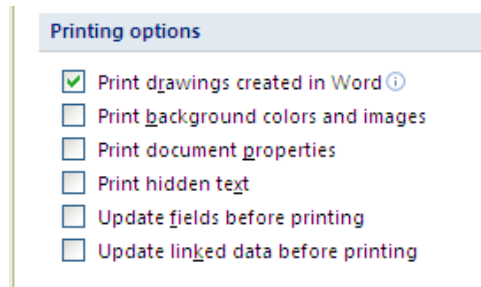 Printing options
Print drawings created in Word
Print background colors and images
Print document properties
Print hidden text
Update fields before printing
Update linked data before printing